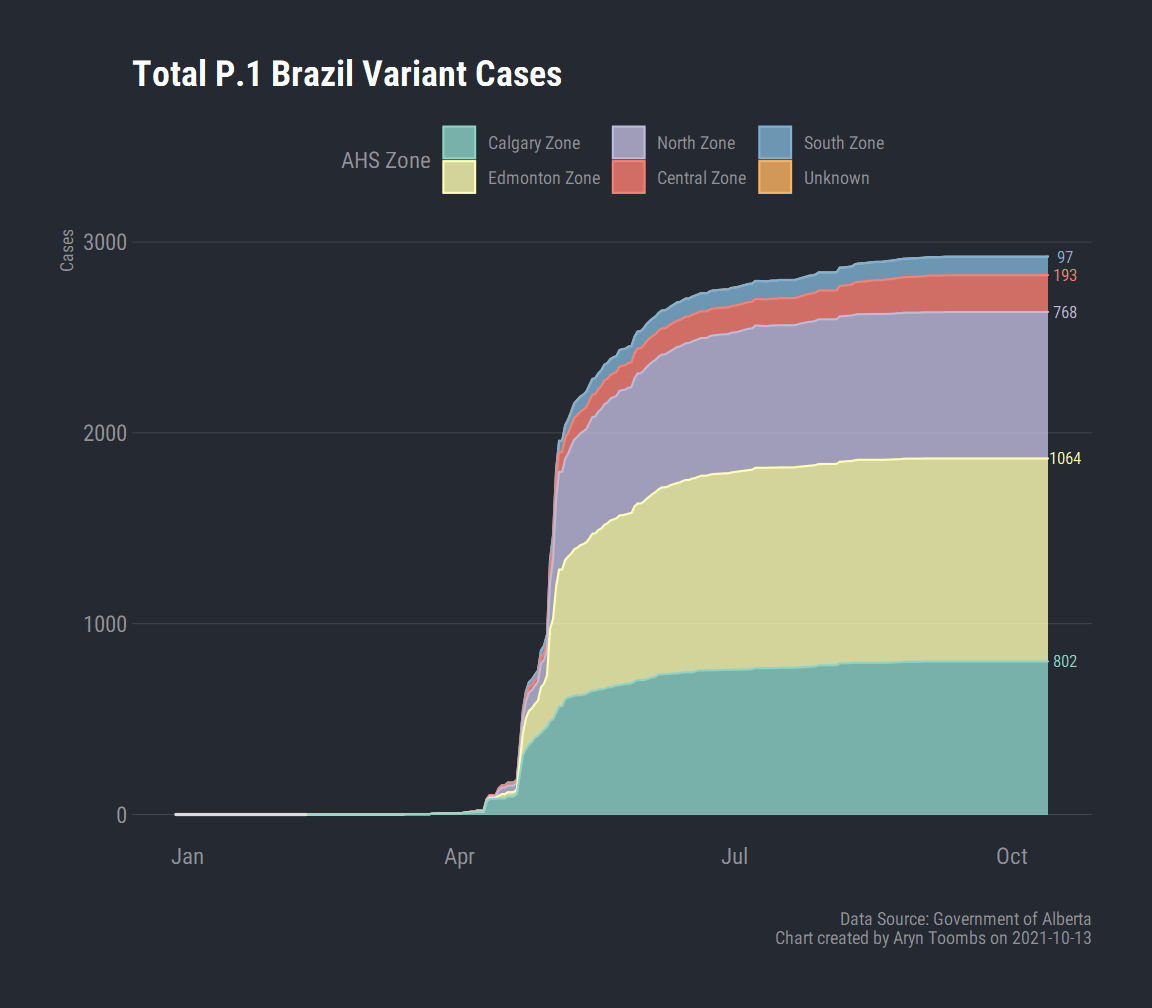 Total P.1 Brazil Variant Cases
AHS Zone
Calgary Zone
North Zone
South Zone
Edmonton Zone
Central Zone
Unknown
Cases
3000
2000
1000
0
97
193
768
1064
802
Jan
Apr
Jul
Oct
Data Source: Government of Alberta
Chart created by Aryn Toombs on 2021-10-13